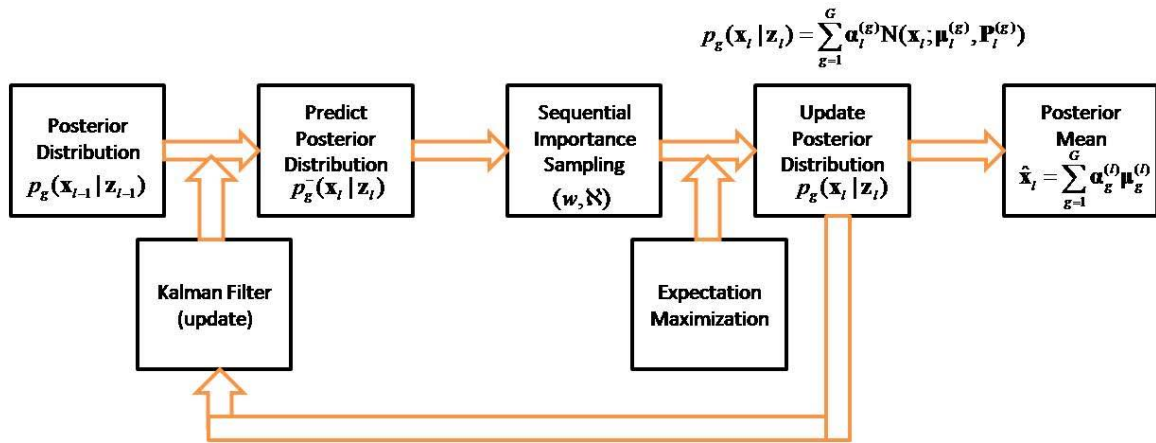 p_g(x_l | z_l) = ∑_{g=1}^{G} α_l^{(g)} N(x_l; μ_l^{(g)}, P_l^{(g)})
Posterior
Distribution
p_g(x_{l-1} | z_{l-1})
Predict
Posterior
Distribution
p_g^-(x_l | z_l)
Sequential
Importance
Sampling
(w, ℵ)
Update
Posterior
Distribution
p_g(x_l | z_l)
Posterior
Mean
x̂_l = ∑_{g=1}^{G} α_g^{(l)} μ_g^{(l)}
Kalman Filter
(update)
Expectation
Maximization